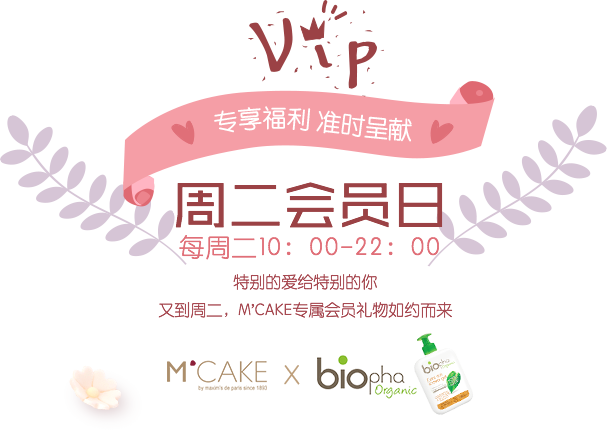 Vip
专享福利 准时呈献
周二会员日
每周二10：00-22：00
特别的爱给特别的你
又到周二，M'CAKE专属会员礼物如约而来
M'CAKE X biopha
by maxim's de paris since 1893
Organic
biopha